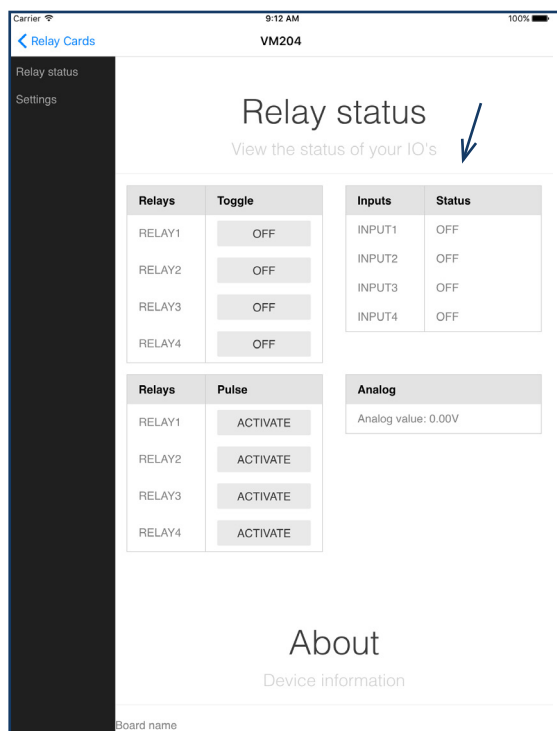 Carrier 9:12 AM 100%
Relay Cards VM204
Relay status
Settings
Relay status
View the status of your IO's
Relays Toggle
RELAY1 OFF
RELAY2 OFF
RELAY3 OFF
RELAY4 OFF
Inputs Status
INPUT1 OFF
INPUT2 OFF
INPUT3 OFF
INPUT4 OFF
Relays Pulse
RELAY1 ACTIVATE
RELAY2 ACTIVATE
RELAY3 ACTIVATE
RELAY4 ACTIVATE
Analog
Analog value: 0.00V
About
Device information
Board name